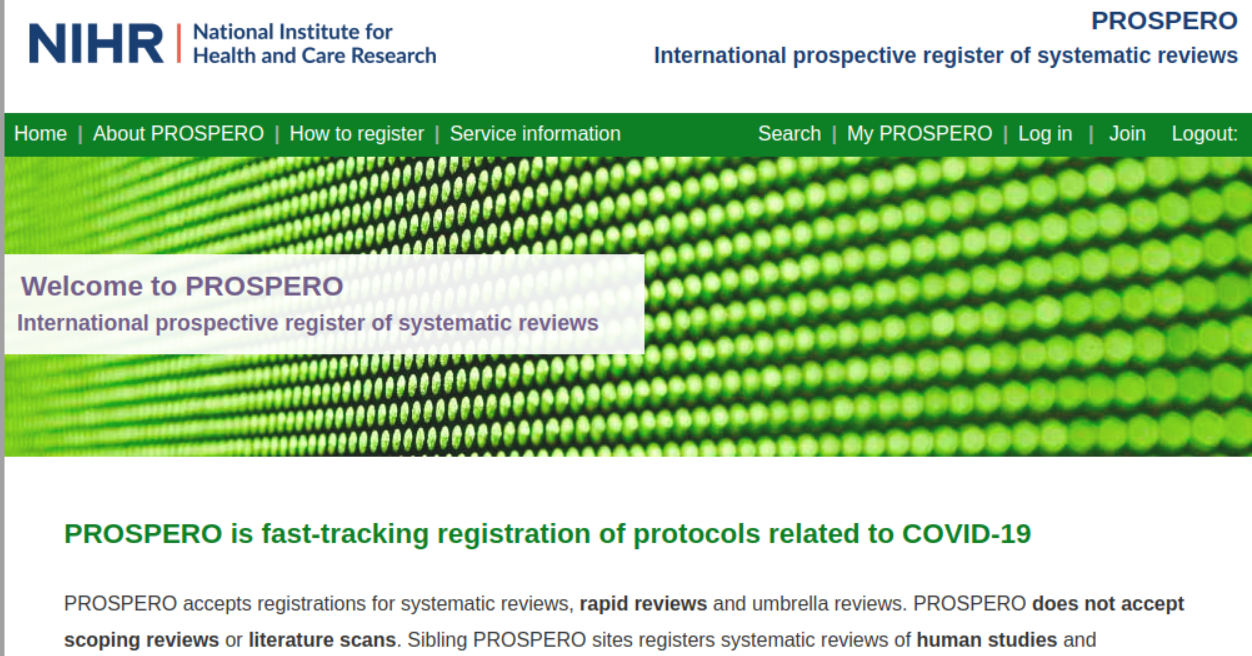 NIHR | National Institute for
Health and Care Research
PROSPERO
International prospective register of systematic reviews
Home | About PROSPERO | How to register | Service information
Search | My PROSPERO | Log in | Join Logout:
Welcome to PROSPERO
International prospective register of systematic reviews
PROSPERO is fast-tracking registration of protocols related to COVID-19
PROSPERO accepts registrations for systematic reviews, rapid reviews and umbrella reviews. PROSPERO does not accept
scoping reviews or literature scans. Sibling PROSPERO sites registers systematic reviews of human studies and